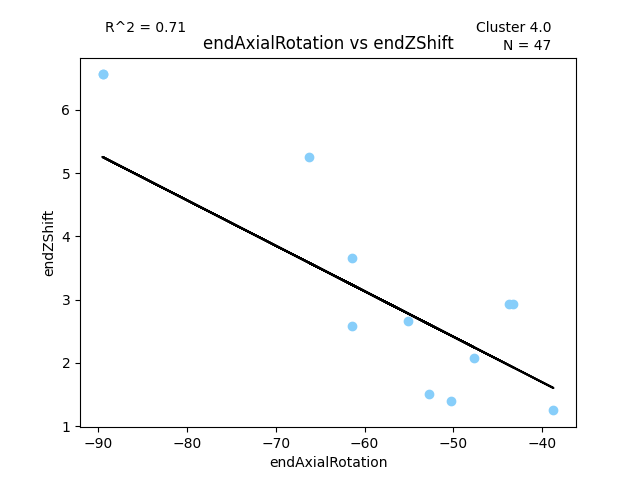 R^2 = 0.71
Cluster 4.0
endAxialRotation vs endZShift
N = 47
6
5
4
3
2
1
endZShift
−90
−80
−70
−60
−50
−40
endAxialRotation